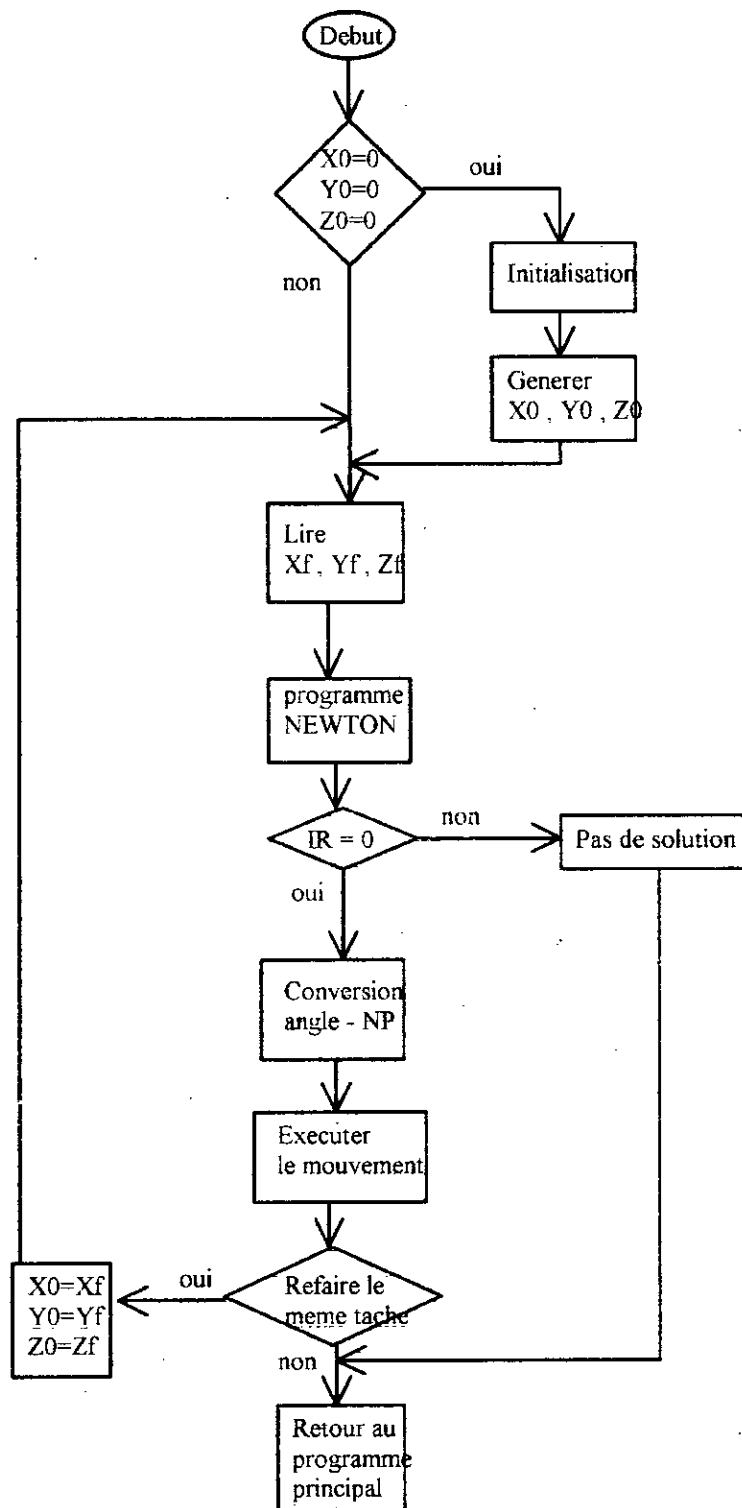 Debut
X0=0
Y0=0
Z0=0
oui
non
Initialisation
Generer
X0 , Y0 , Z0
Lire
Xf , Yf , Zf
programme
NEWTON
IR = 0
non
Pas de solution
oui
Conversion
angle - NP
Executer
le mouvement
Refaire le
meme tache
oui
X0=Xf
Y0=Yf
Z0=Zf
non
Retour au
programme
principal